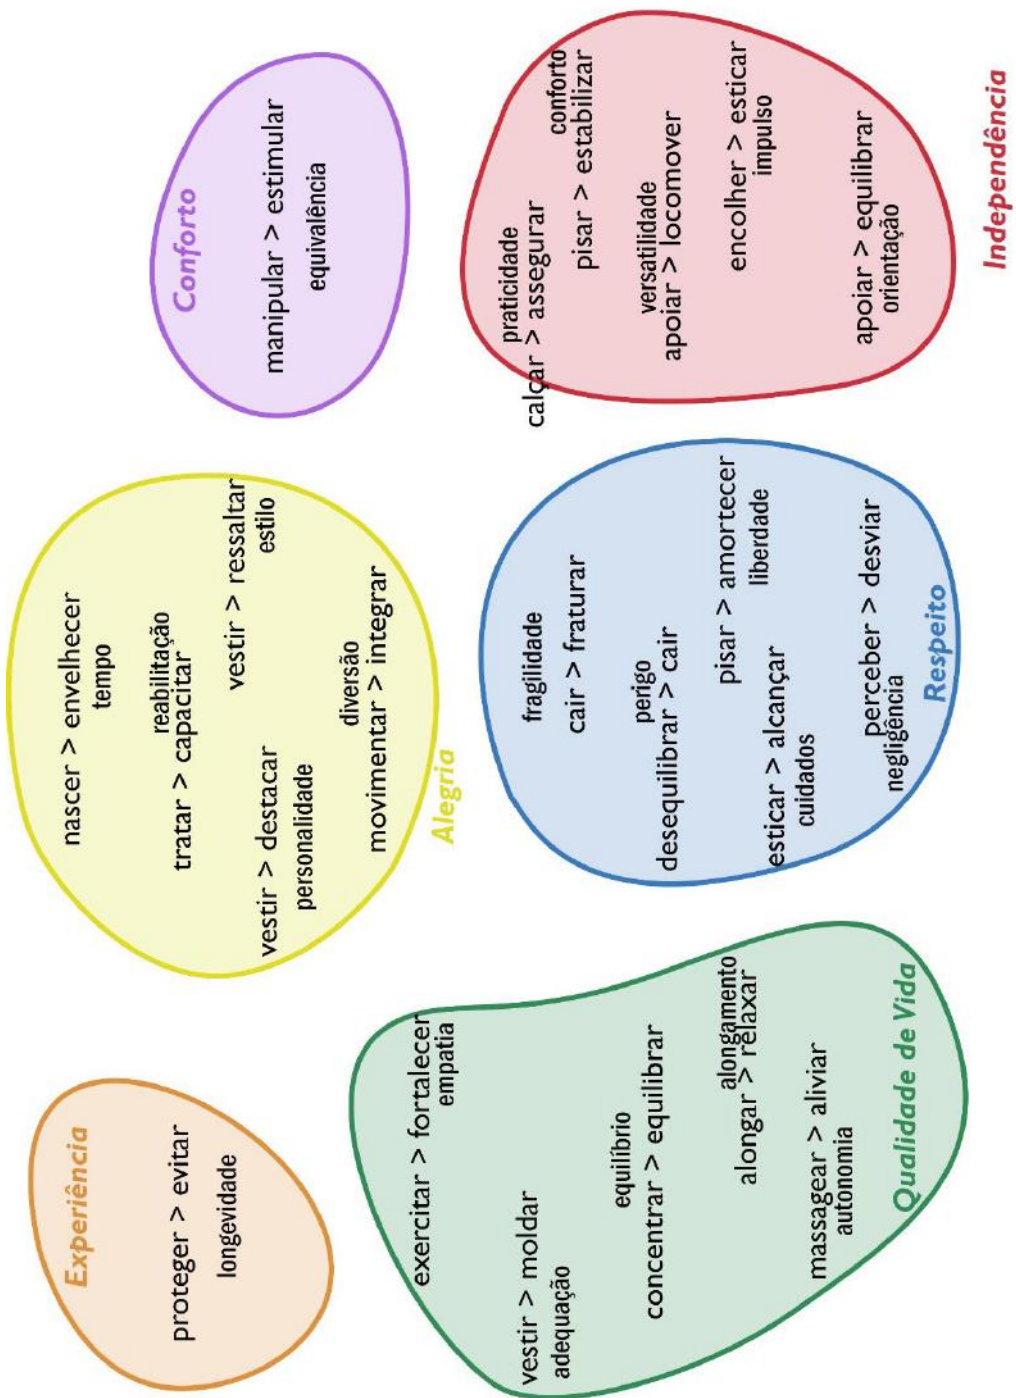 Experiência
proteger > evitar
longevidade
nascer > envelhecer
tempo
reabilitação
tratar > capacitar
vestir > ressaltar
estilo
vestir > destacar
personalidade
diversão
movimentar > integrar
Alegria
Conforto
manipular > estimular
equivalência
exercitar > fortalecer
empatia
vestir > moldar
adequação
equilíbrio
concentrar > equilibrar
alongamento
alongar > relaxar
massagear > aliviar
autonomia
Qualidade de Vida
fragilidade
cair > fraturar
perigo
desequilibrar > cair
pisar > amortecer
liberdade
esticar > alcançar
cuidados
perceber > desviar
negligência
Respeito
praticidade
calçar > assegurar
conforto
pisar > estabilizar
versatilidade
apoiar > locomover
encolher > esticar
impulso
apoiar > equilibrar
orientação
Independência